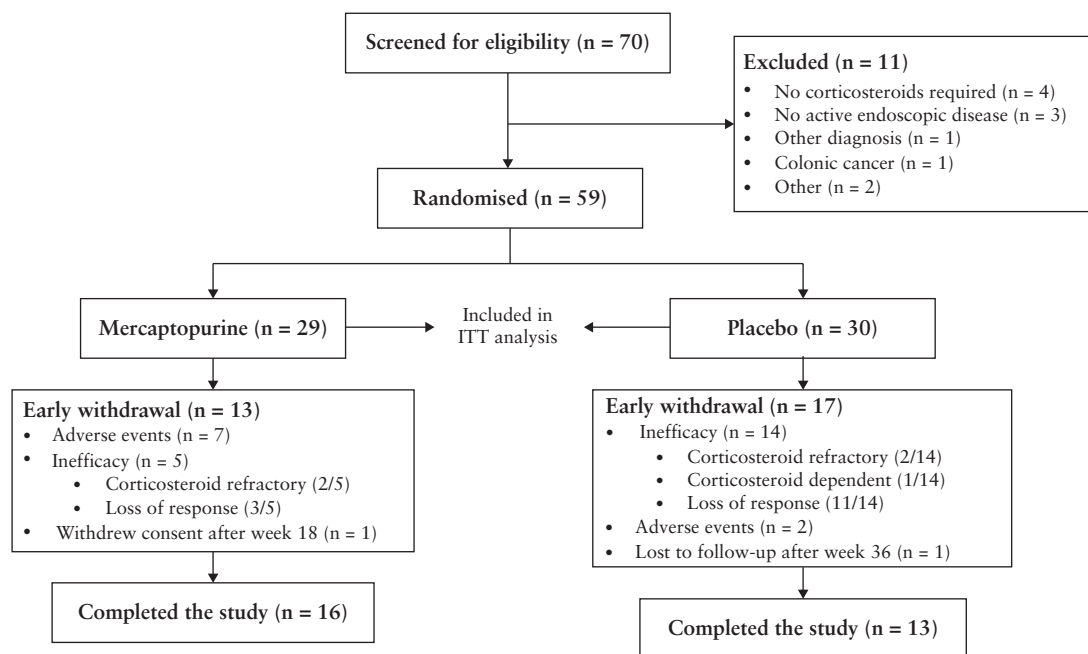 Screened for eligibility (n = 70)
Excluded (n = 11)
• No corticosteroids required (n = 4)
• No active endoscopic disease (n = 3)
• Other diagnosis (n = 1)
• Colonic cancer (n = 1)
• Other (n = 2)
Randomised (n = 59)
Mercaptopurine (n = 29)
Included in
ITT analysis
Placebo (n = 30)
Early withdrawal (n = 13)
• Adverse events (n = 7)
• Inefficacy (n = 5)
• Corticosteroid refractory (2/5)
• Loss of response (3/5)
• Withdrew consent after week 18 (n = 1)
Early withdrawal (n = 17)
• Inefficacy (n = 14)
• Corticosteroid refractory (2/14)
• Corticosteroid dependent (1/14)
• Loss of response (11/14)
• Adverse events (n = 2)
• Lost to follow-up after week 36 (n = 1)
Completed the study (n = 16)
Completed the study (n = 13)